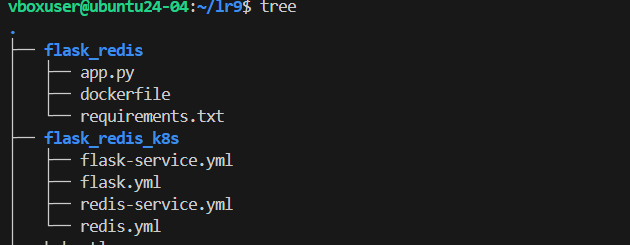 vboxuser@ubuntu24-04:~/lr9$ tree
.
├── flask_redis
│   ├── app.py
│   ├── dockerfile
│   └── requirements.txt
├── flask_redis_k8s
│   ├── flask-service.yml
│   ├── flask.yml
│   ├── redis-service.yml
│   └── redis.yml